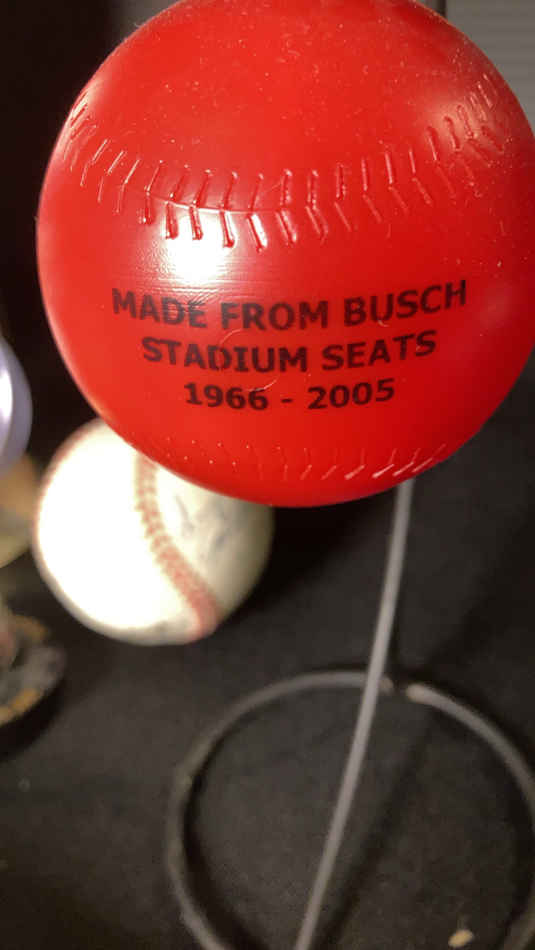 MADE FROM BUSCH
STADIUM SEATS
1966 - 2005